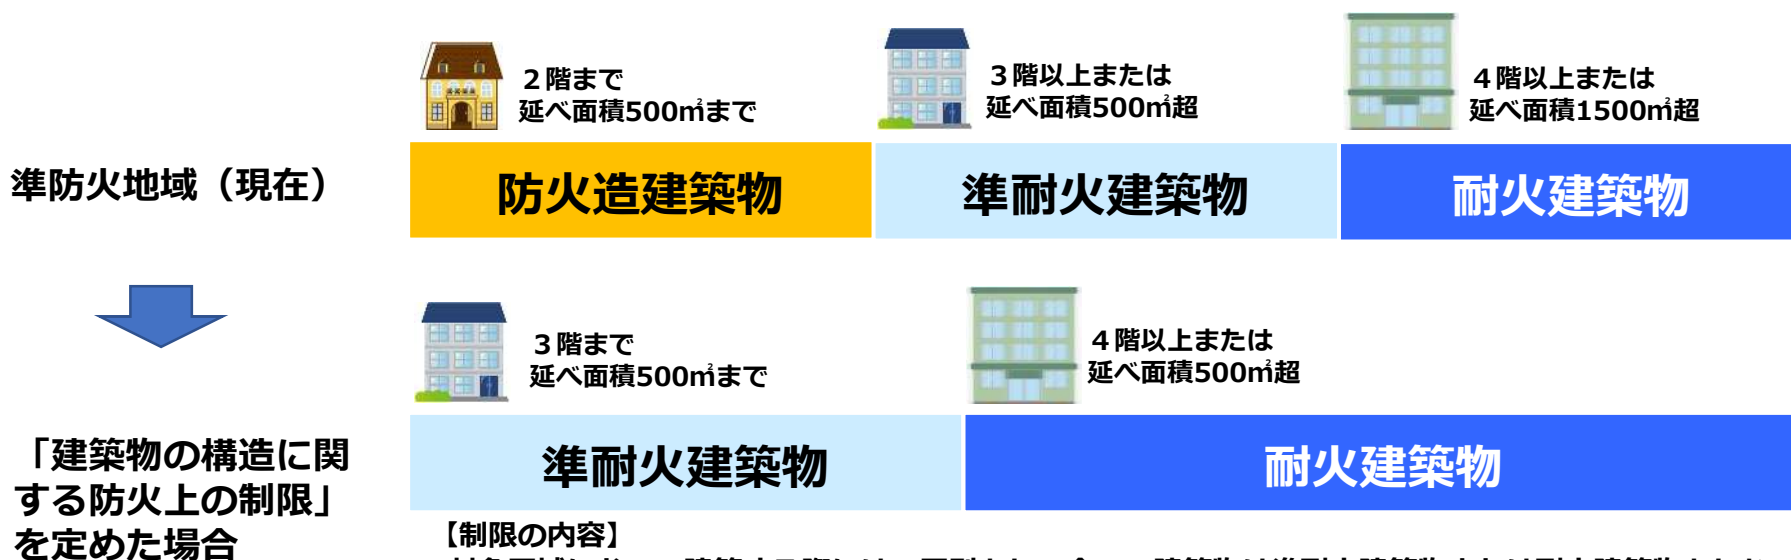 ２階まで
延べ面積500㎡まで
３階以上または
延べ面積500㎡超
４階以上または
延べ面積1500㎡超
準防火地域（現在）
防火造建築物
準耐火建築物
耐火建築物
３階まで
延べ面積500㎡まで
４階以上または
延べ面積500㎡超
「建築物の構造に関
する防火上の制限」
を定めた場合
準耐火建築物
耐火建築物
【制限の内容】